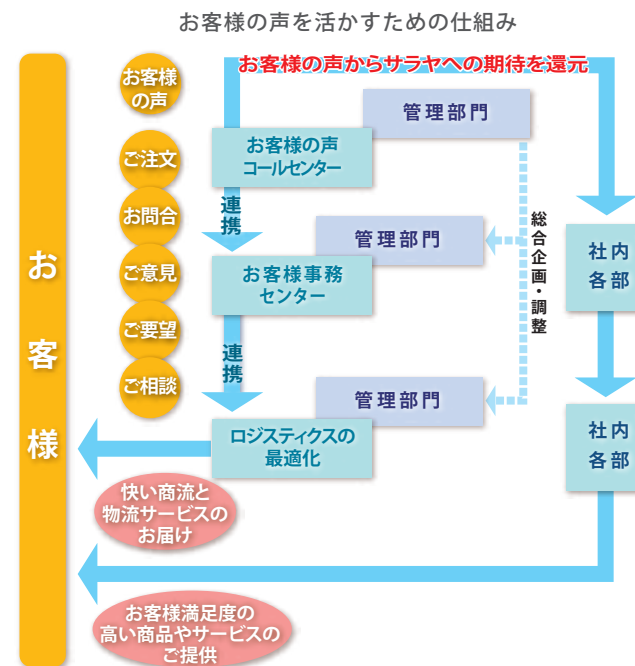 お客様の声を活かすための仕組み
お客様の声からサラヤへの期待を還元
お客様
お客様
の声
ご注文
お問合
ご意見
ご要望
ご相談
管理部門
お客様の声
コールセンター
連携
管理部門
お客様事務
センター
連携
管理部門
ロジスティクスの
最適化
総合企画・調整
社内
各部
社内
各部
快い商流と
物流サービスの
お届け
お客様満足度の
高い商品やサービスの
ご提供